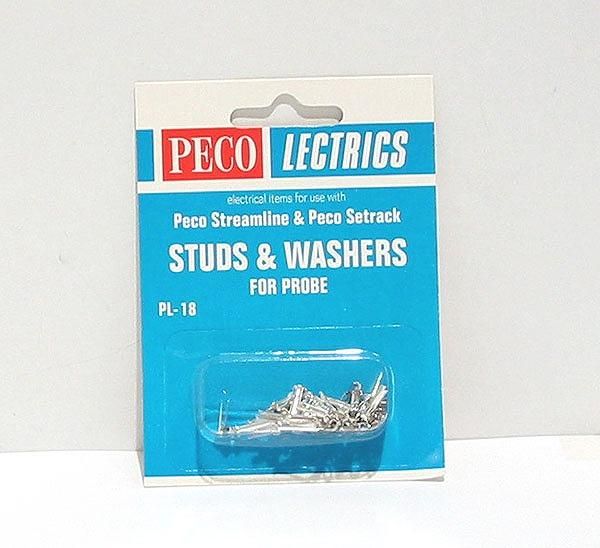 PECO LECTRICS
electrical items for use with
Peco Streamline & Peco Setrack
STUDS & WASHERS
FOR PROBE
PL-18